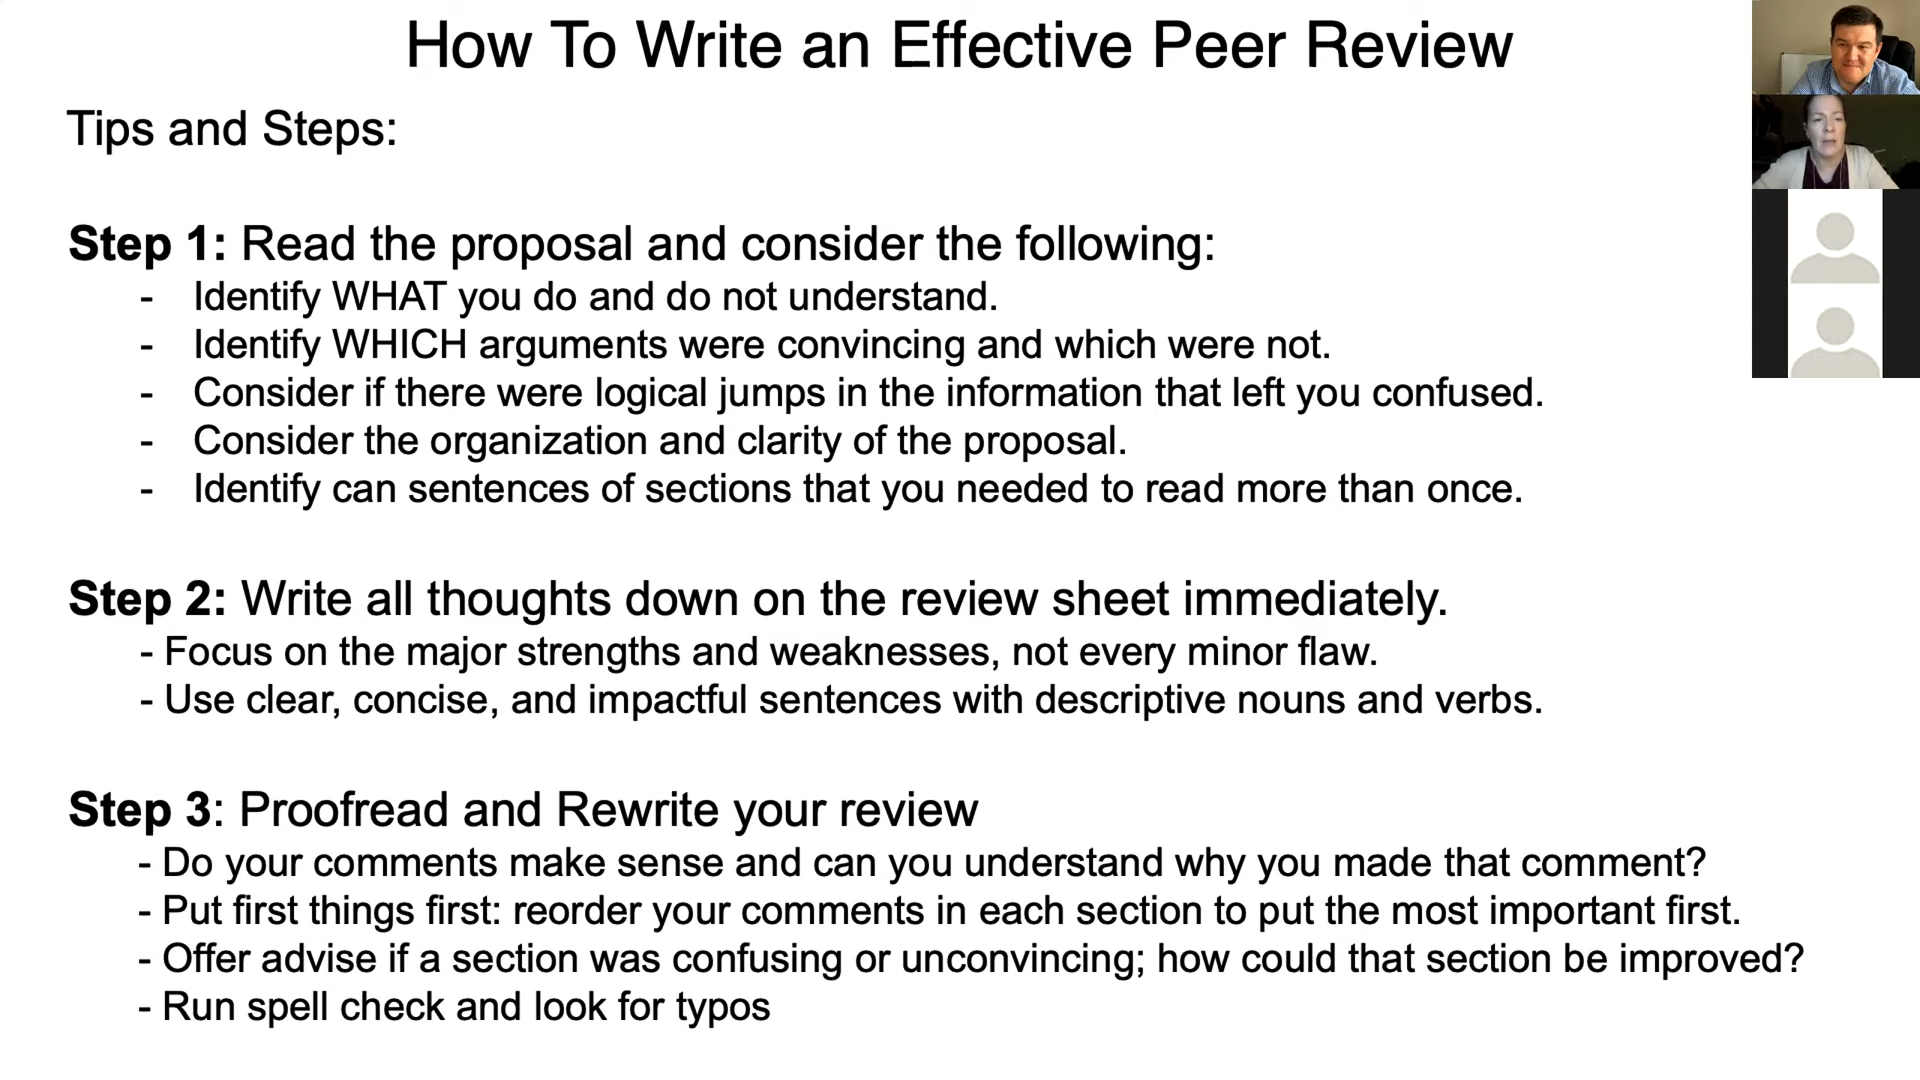 How To Write an Effective Peer Review
Tips and Steps:
Step 1: Read the proposal and consider the following:
- Identify WHAT you do and do not understand.
- Identify WHICH arguments were convincing and which were not.
- Consider if there were logical jumps in the information that left you confused.
- Consider the organization and clarity of the proposal.
- Identify can sentences of sections that you needed to read more than once.
Step 2: Write all thoughts down on the review sheet immediately.
- Focus on the major strengths and weaknesses, not every minor flaw.
- Use clear, concise, and impactful sentences with descriptive nouns and verbs.
Step 3: Proofread and Rewrite your review
- Do your comments make sense and can you understand why you made that comment?
- Put first things first: reorder your comments in each section to put the most important first.
- Offer advise if a section was confusing or unconvincing; how could that section be improved?
- Run spell check and look for typos